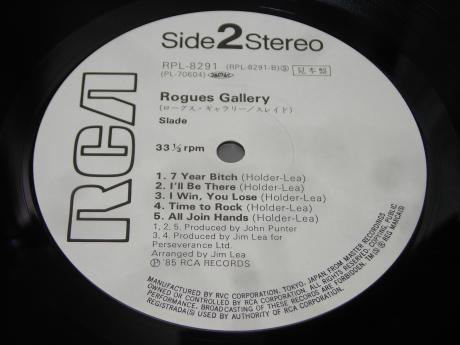 Side 2 Stereo
RPL-8291 (RPL-8291-B) Ⓢ
(PL-70604) 見本盤
Rogues Gallery
(ローグス・ギャラリー/スレイド)
Slade
33 1/3 rpm
RCA
1. 7 Year Bitch (Holder-Lea)
2. I'll Be There (Holder-Lea)
3. I Win, You Lose (Holder-Lea)
4. Time to Rock (Holder-Lea)
5. All Join Hands (Holder-Lea)
1, 2, 5. Produced by John Punter
3, 4. Produced by Jim Lea for
Perseverance Ltd.
Arranged by Jim Lea
Ⓟ '85 RCA RECORDS
MANUFACTURED BY RVC CORPORATION, TOKYO, JAPAN FROM MASTER RECORDINGS
OWNED OR CONTROLLED BY RCA CORPORATION. ALL RIGHTS RESERVED. COPYING, PUBLIC
PERFORMANCE, BROADCASTING OF THESE RECORDS ARE FORBIDDEN. TM(S) ® REG MARCA(S)
REGISTRADA(S) USED BY AUTHORITY OF RCA CORPORATION.